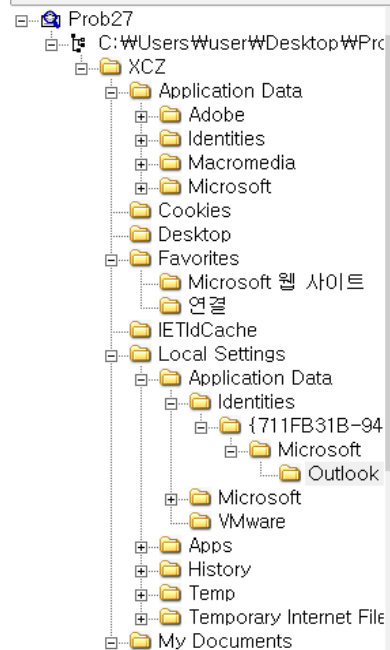 Prob27
C:₩Users₩user₩Desktop₩Pro
XCZ
Application Data
Adobe
Identities
Macromedia
Microsoft
Cookies
Desktop
Favorites
Microsoft 웹 사이트
연결
IETldCache
Local Settings
Application Data
Identities
{711FB31B-94
Microsoft
Outlook
Microsoft
VMware
Apps
History
Temp
Temporary Internet File
My Documents